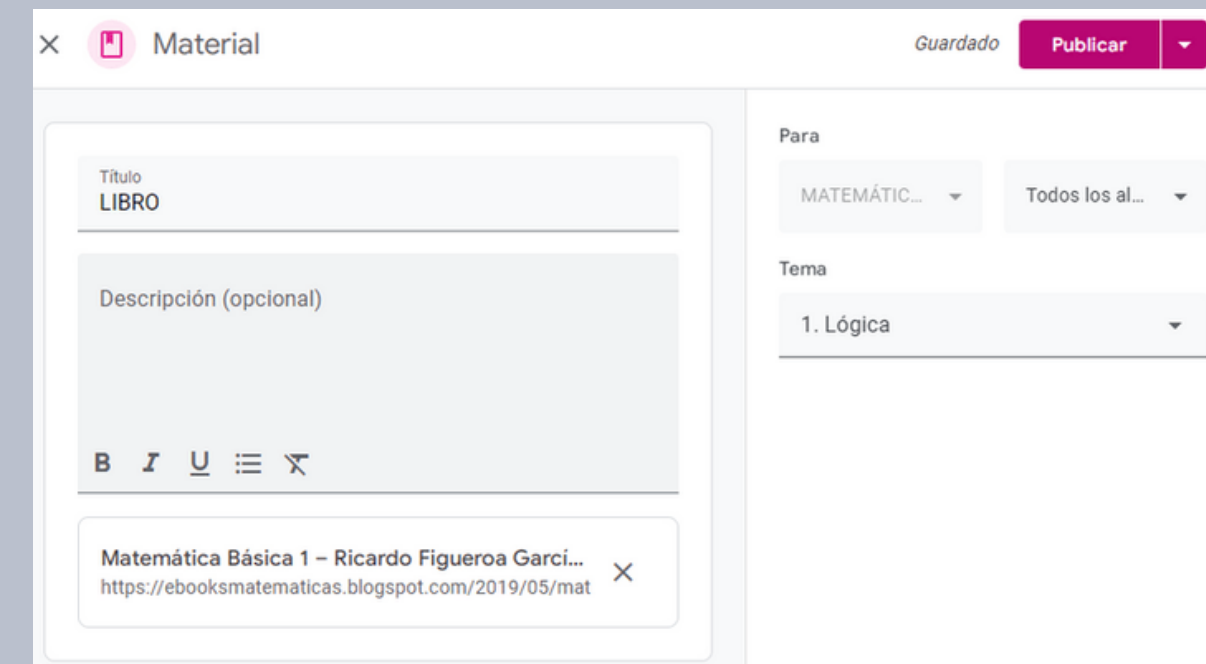 Material
Guardado
Publicar
Título
LIBRO
Descripción (opcional)
B I U
Matemática Básica 1 – Ricardo Figueroa Garcí...
https://ebooksmatematicas.blogspot.com/2019/05/mat
Para
MATEMÁTIC...
Todos los al...
Tema
1. Lógica